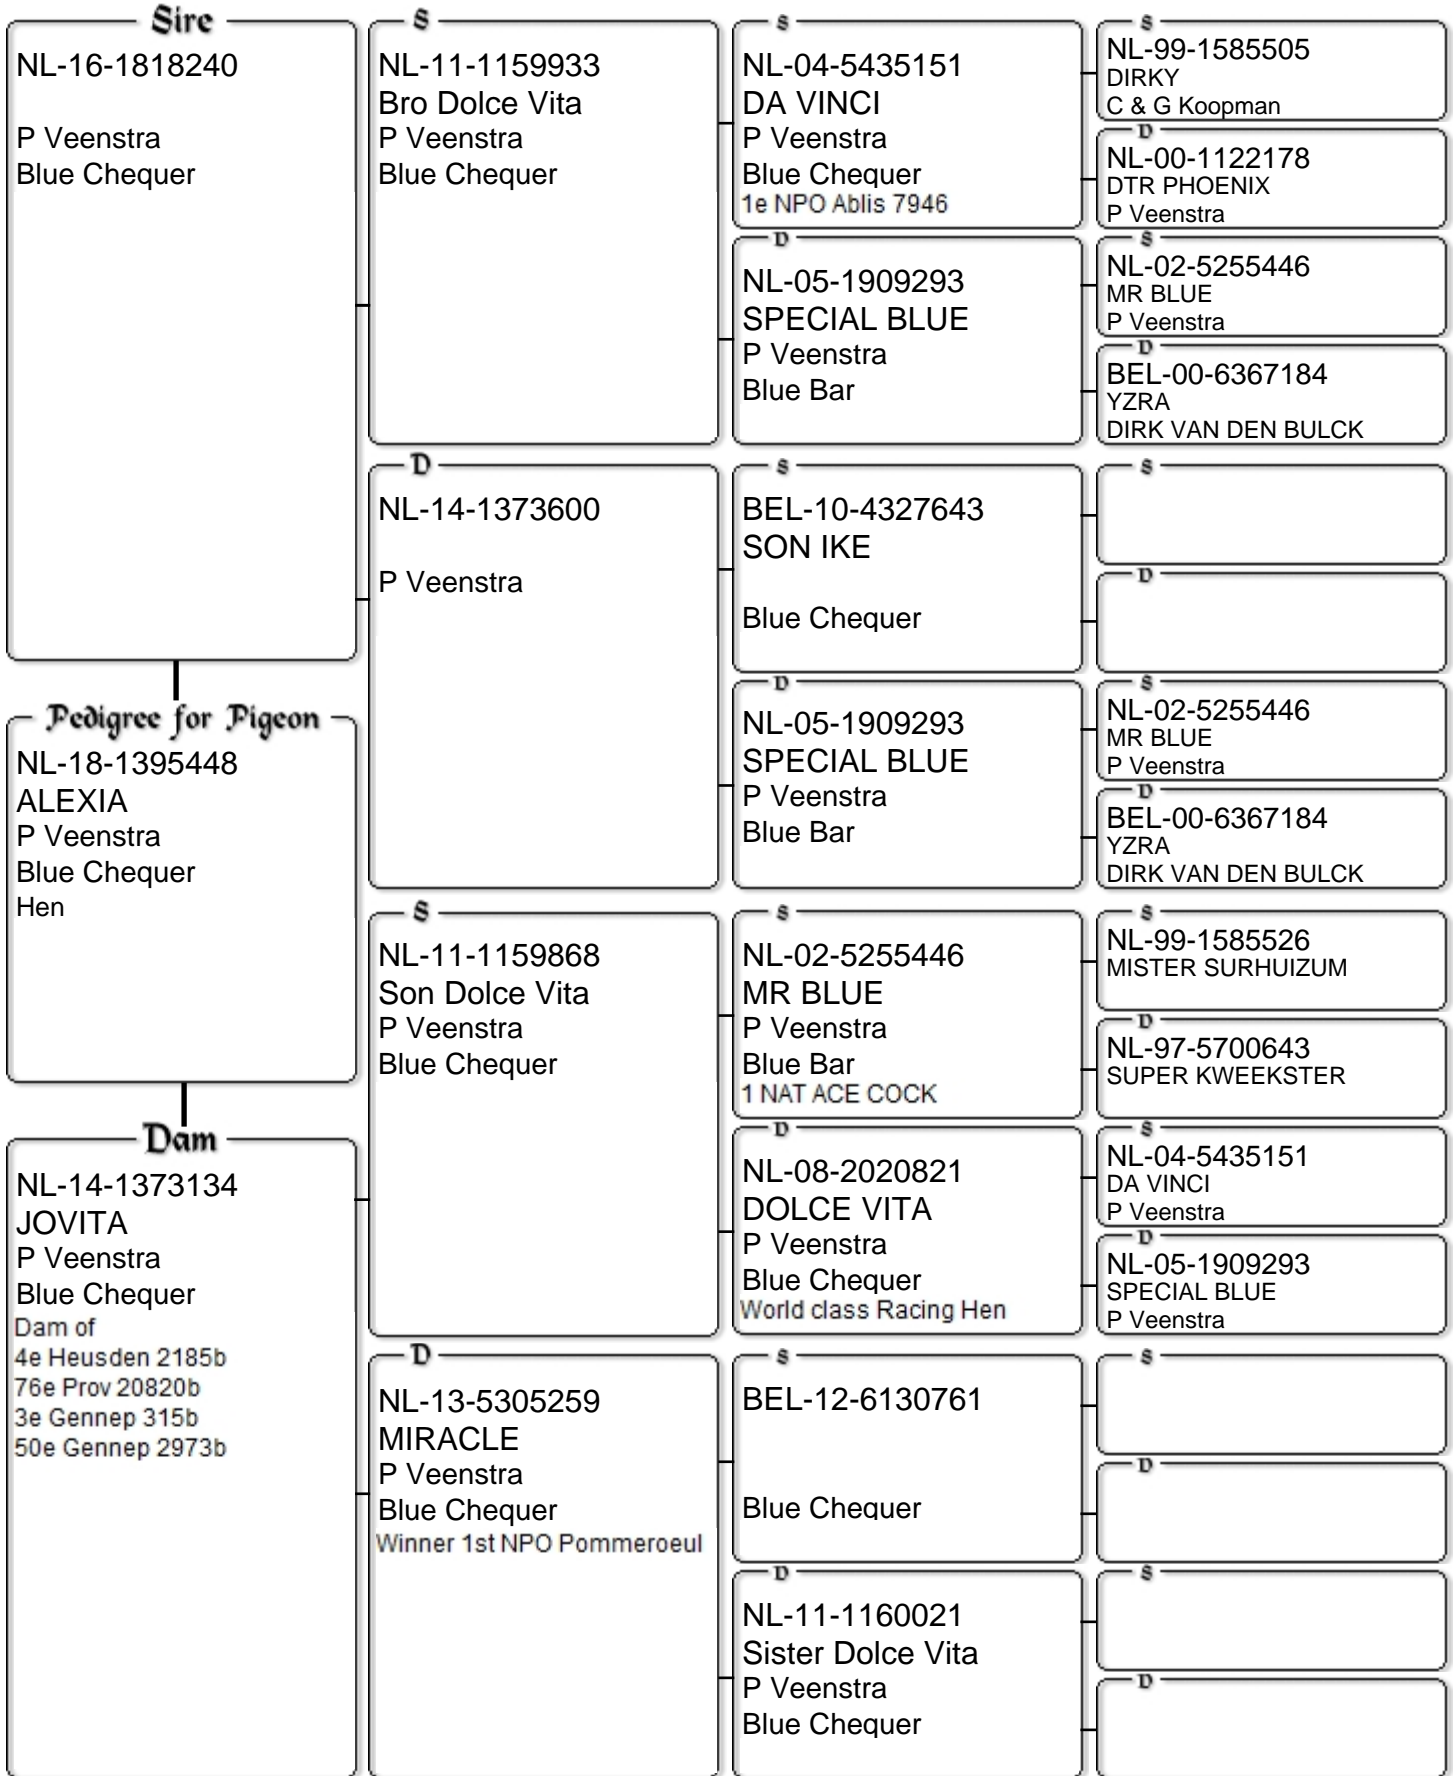 Sire
NL-16-1818240
P Veenstra
Blue Chequer
Pedigree for Pigeon
NL-18-1395448
ALEXIA
P Veenstra
Blue Chequer
Hen
Dam
NL-14-1373134
JOVITA
P Veenstra
Blue Chequer
Dam of
4e Heusden 2185b
76e Prov 20820b
3e Gennep 315b
50e Gennep 2973b
S
NL-11-1159933
Bro Dolce Vita
P Veenstra
Blue Chequer
D
NL-14-1373600
P Veenstra
S
NL-11-1159868
Son Dolce Vita
P Veenstra
Blue Chequer
D
NL-13-5305259
MIRACLE
P Veenstra
Blue Chequer
Winner 1st NPO Pommeroeul
S
NL-04-5435151
DA VINCI
P Veenstra
Blue Chequer
1e NPO Ablis 7946
D
NL-05-1909293
SPECIAL BLUE
P Veenstra
Blue Bar
S
BEL-10-4327643
SON IKE
Blue Chequer
D
NL-05-1909293
SPECIAL BLUE
P Veenstra
Blue Bar
S
NL-02-5255446
MR BLUE
P Veenstra
Blue Bar
1 NAT ACE COCK
D
NL-08-2020821
DOLCE VITA
P Veenstra
Blue Chequer
World class Racing Hen
S
BEL-12-6130761
Blue Chequer
D
NL-11-1160021
Sister Dolce Vita
P Veenstra
Blue Chequer
S
NL-99-1585505
DIRKY
C & G Koopman
D
NL-00-1122178
DTR PHOENIX
P Veenstra
S
NL-02-5255446
MR BLUE
P Veenstra
D
BEL-00-6367184
YZRA
DIRK VAN DEN BULCK
S
D
S
NL-02-5255446
MR BLUE
P Veenstra
D
BEL-00-6367184
YZRA
DIRK VAN DEN BULCK
S
NL-99-1585526
MISTER SURHUIZUM
D
NL-97-5700643
SUPER KWEEKSTER
S
NL-04-5435151
DA VINCI
P Veenstra
D
NL-05-1909293
SPECIAL BLUE
P Veenstra
S
D
S
D